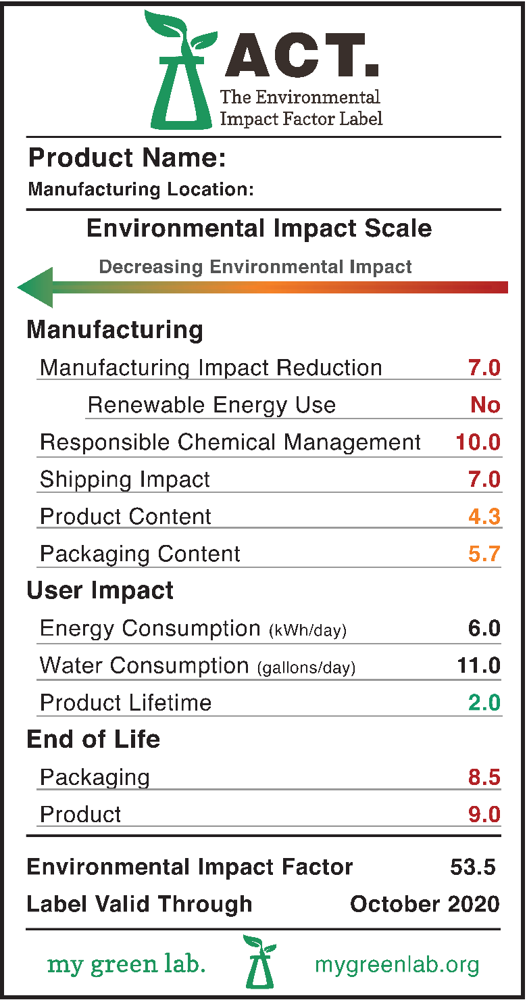 ACT.
The Environmental
Impact Factor Label
Product Name:
Manufacturing Location:
Environmental Impact Scale
Decreasing Environmental Impact
Manufacturing
Manufacturing Impact Reduction 7.0
Renewable Energy Use No
Responsible Chemical Management 10.0
Shipping Impact 7.0
Product Content 4.3
Packaging Content 5.7
User Impact
Energy Consumption (kWh/day) 6.0
Water Consumption (gallons/day) 11.0
Product Lifetime 2.0
End of Life
Packaging 8.5
Product 9.0
Environmental Impact Factor 53.5
Label Valid Through October 2020
my green lab. mygreenlab.org